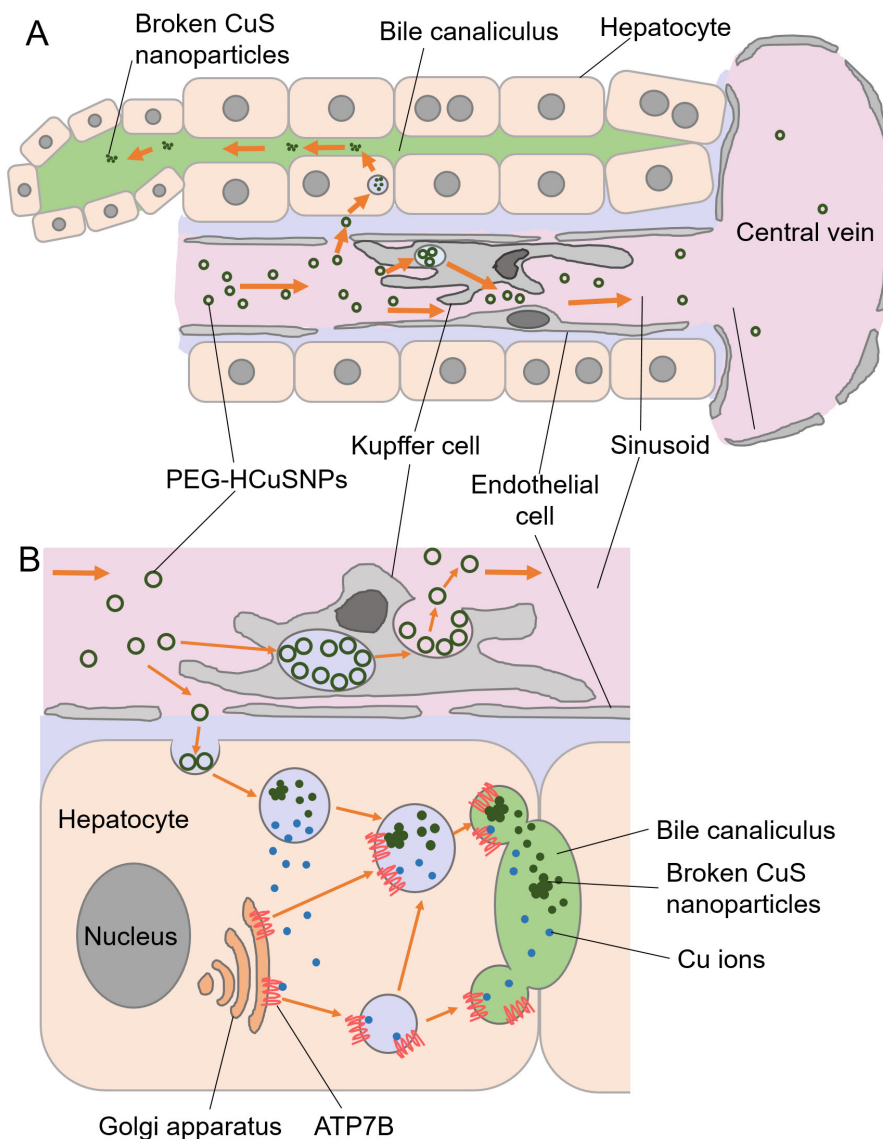 A
Broken CuS
nanoparticles
Bile canaliculus
Hepatocyte
Central vein
PEG-HCuSNPs
Kupffer cell
Endothelial
cell
Sinusoid
B
Hepatocyte
Nucleus
Bile canaliculus
Broken CuS
nanoparticles
Cu ions
Golgi apparatus
ATP7B